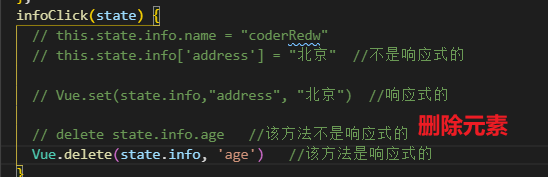 infoClick(state) {
// this.state.info.name = "coderRedw"
// this.state.info['address'] = "北京"  //不是响应式的
// Vue.set(state.info,"address", "北京")  //响应式的
// delete state.info.age   //该方法不是响应式的 删除元素
Vue.delete(state.info, 'age')   //该方法是响应式的
}